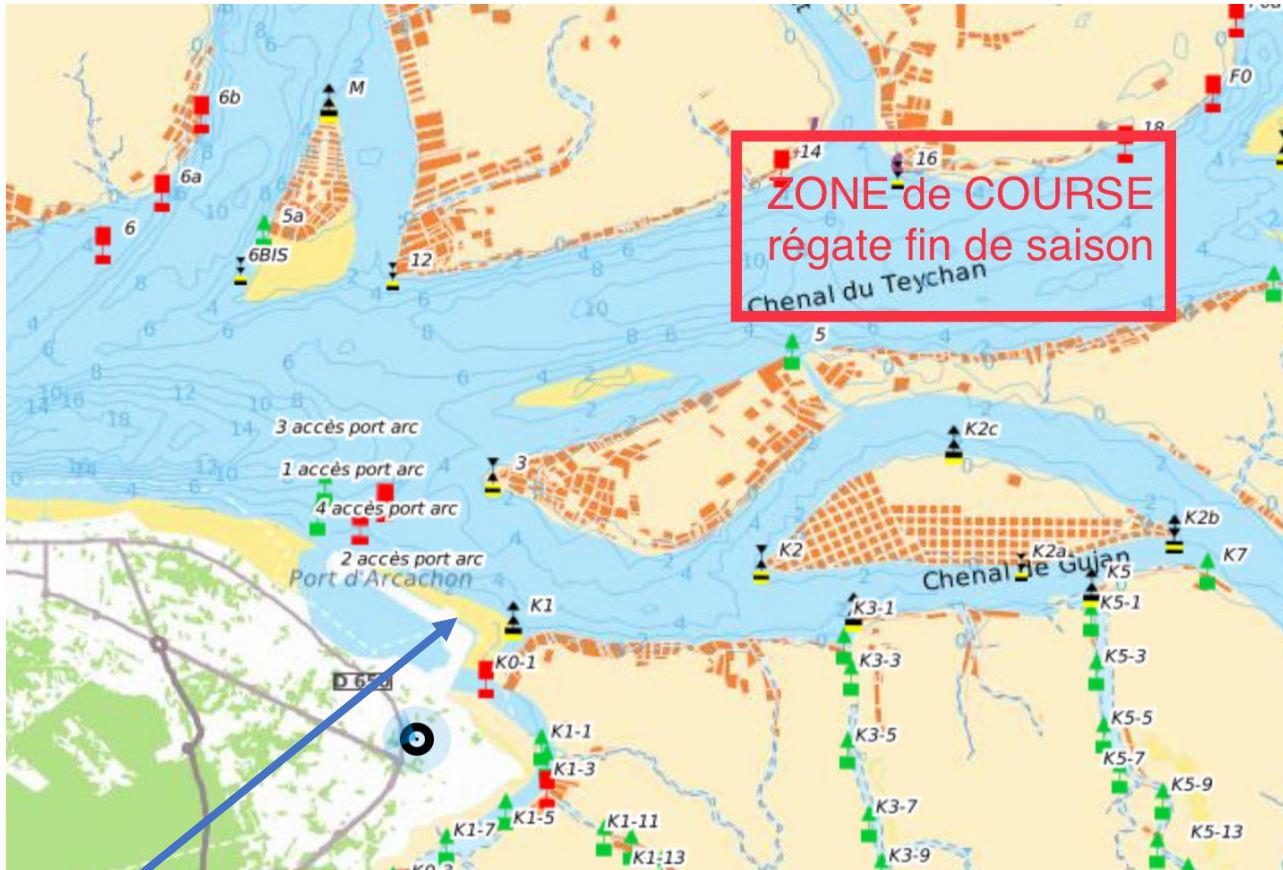 F0
6b
M
18
14
16
6a
5a
6
6BIS
12
ZONE de COURSE
régate fin de saison
Chenal du Teychan
5
3 accès port arc
1 accès port arc
4 accès port arc
2 accès port arc
Port d'Arcachon
3
K2c
K2
K2a
K2b
Chenal de Gujan
K7
K5
K1
K3-1
K5-1
K0-1
K3-3
K5-3
D 650
K1-1
K3-5
K5-5
K1-3
K5-7
K5-9
K1-5
K3-7
K1-7
K1-11
K5-13
K1-13
K3-9